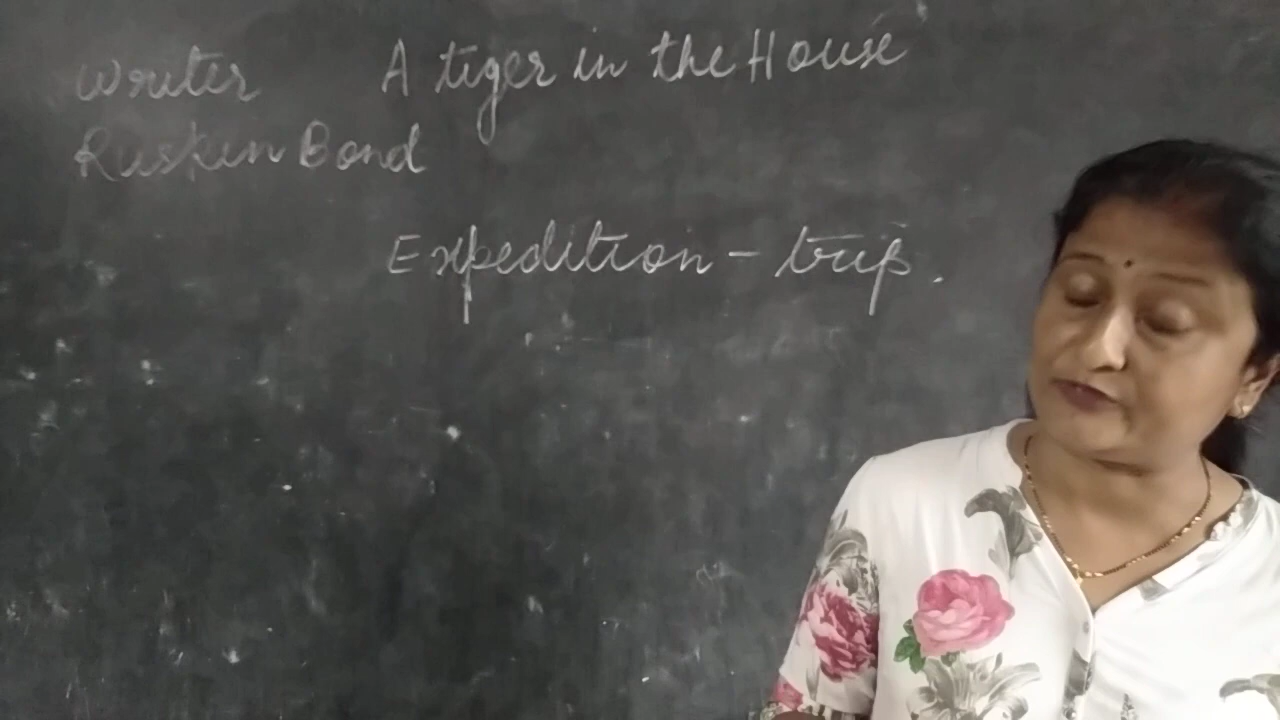 Writer A tiger in the House
Ruskin Bond
Expedition - trip.